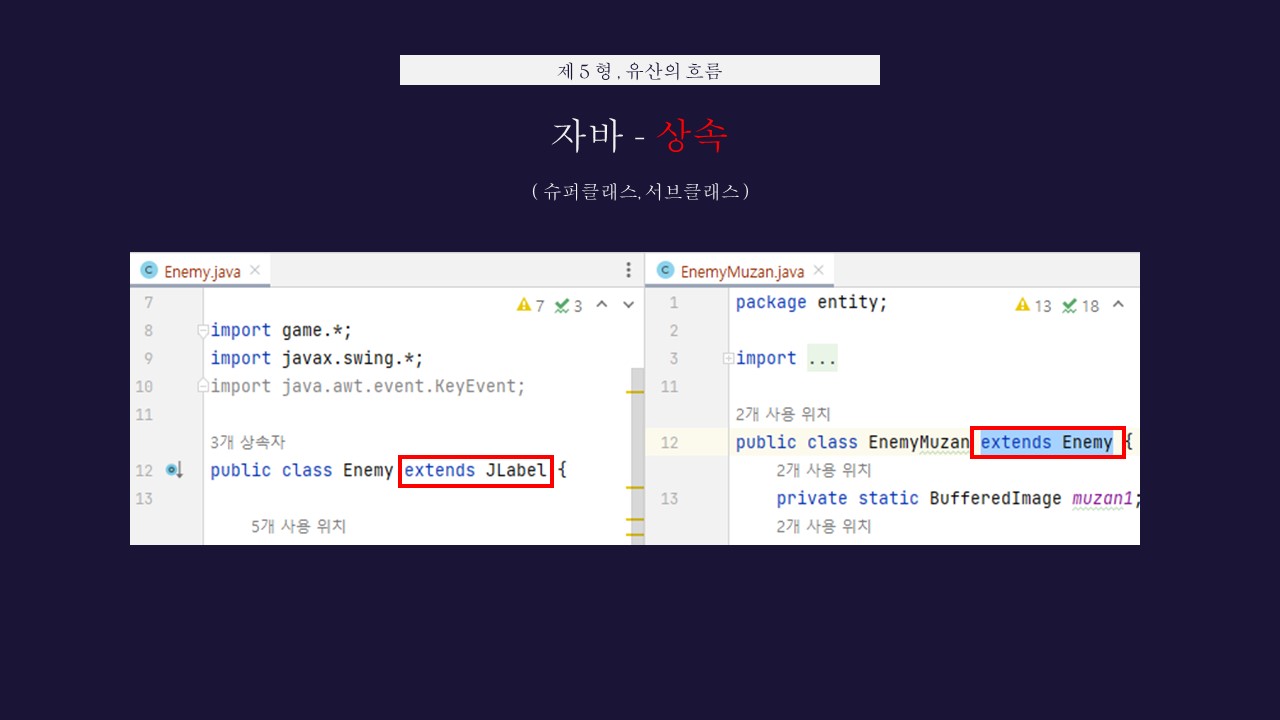 제 5 형 , 유산의 흐름
자바 - 상속
( 슈퍼클래스, 서브클래스 )
Enemy.java
7
7 3
8 import game.*;
9 import javax.swing.*;
10 import java.awt.event.KeyEvent;
11
3개 상속자
12 public class Enemy extends JLabel {
13
5개 사용 위치
EnemyMuzan.java
1 package entity;
13 18
2
3 import ...
11
2개 사용 위치
12 public class EnemyMuzan extends Enemy {
2개 사용 위치
13 private static BufferedImage muzan1;
2개 사용 위치